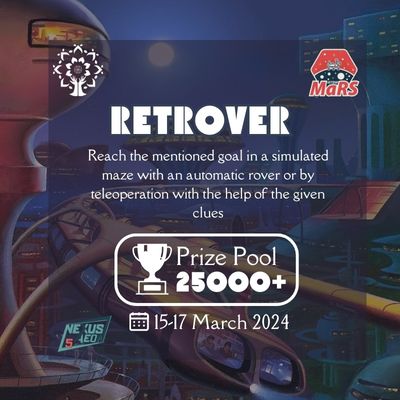 MaRS
RETROVER
Reach the mentioned goal in a simulated
maze with an automatic rover or by
teleoperation with the help of the given
clues
Prize Pool
25000+
15-17 March 2024
NEXUS